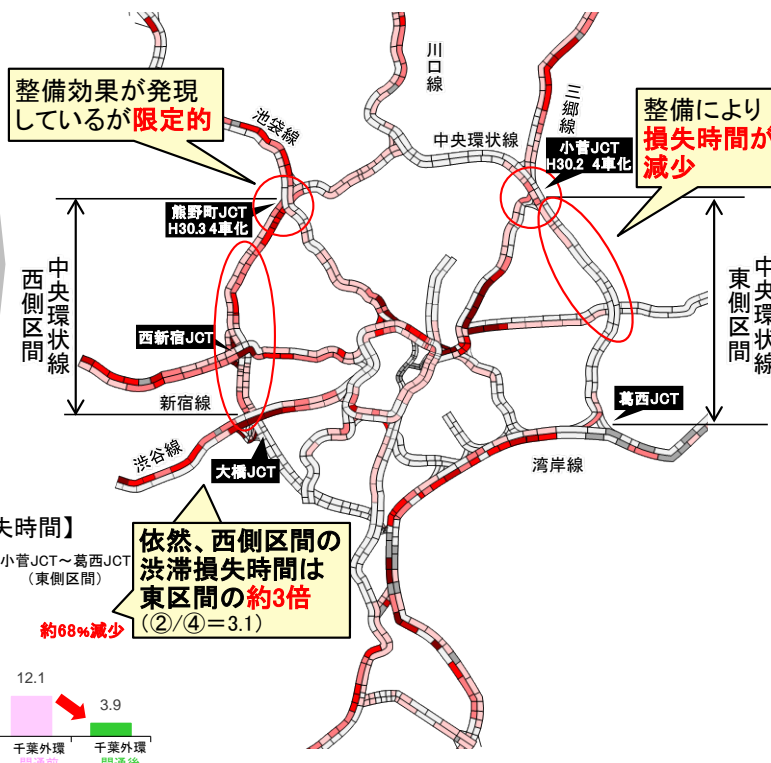 川口線
三郷線
整備効果が発現
しているが限定的
池袋線
中央環状線
整備により
損失時間が
減少
小菅JCT
H30.2 4車化
熊野町JCT
H30.3 4車化
中央環状線
西側区間
中央環状線
東側区間
西新宿JCT
新宿線
葛西JCT
渋谷線
大橋JCT
湾岸線
失時間】
小菅JCT～葛西JCT
（東側区間）
依然、西側区間の
渋滞損失時間は
東区間の約3倍
（②/④＝3.1）
約68%減少
12.1
3.9
千葉外環
開通前
千葉外環
開通後